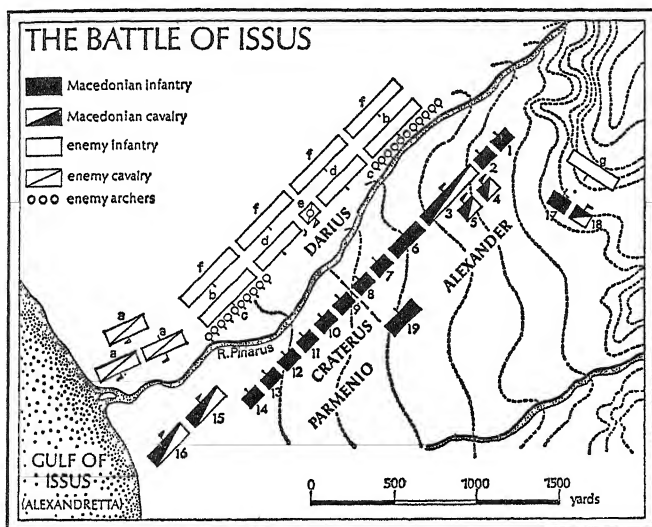 THE BATTLE OF ISSUS
Macedonian infantry
Macedonian cavalry
enemy infantry
enemy cavalry
enemy archers
f
b
c
f
d
g
1
2
e
3
4
5
17
18
f
d
DARIUS
6
ALEXANDER
f
b
c
7
8
9
19
a
a
a
10
11
12
13
14
R. Pinarus
CRATERUS
PARMENIO
15
16
GULF OF
ISSUS
(ALEXANDRETTA)
0
500
1000
1500
yards